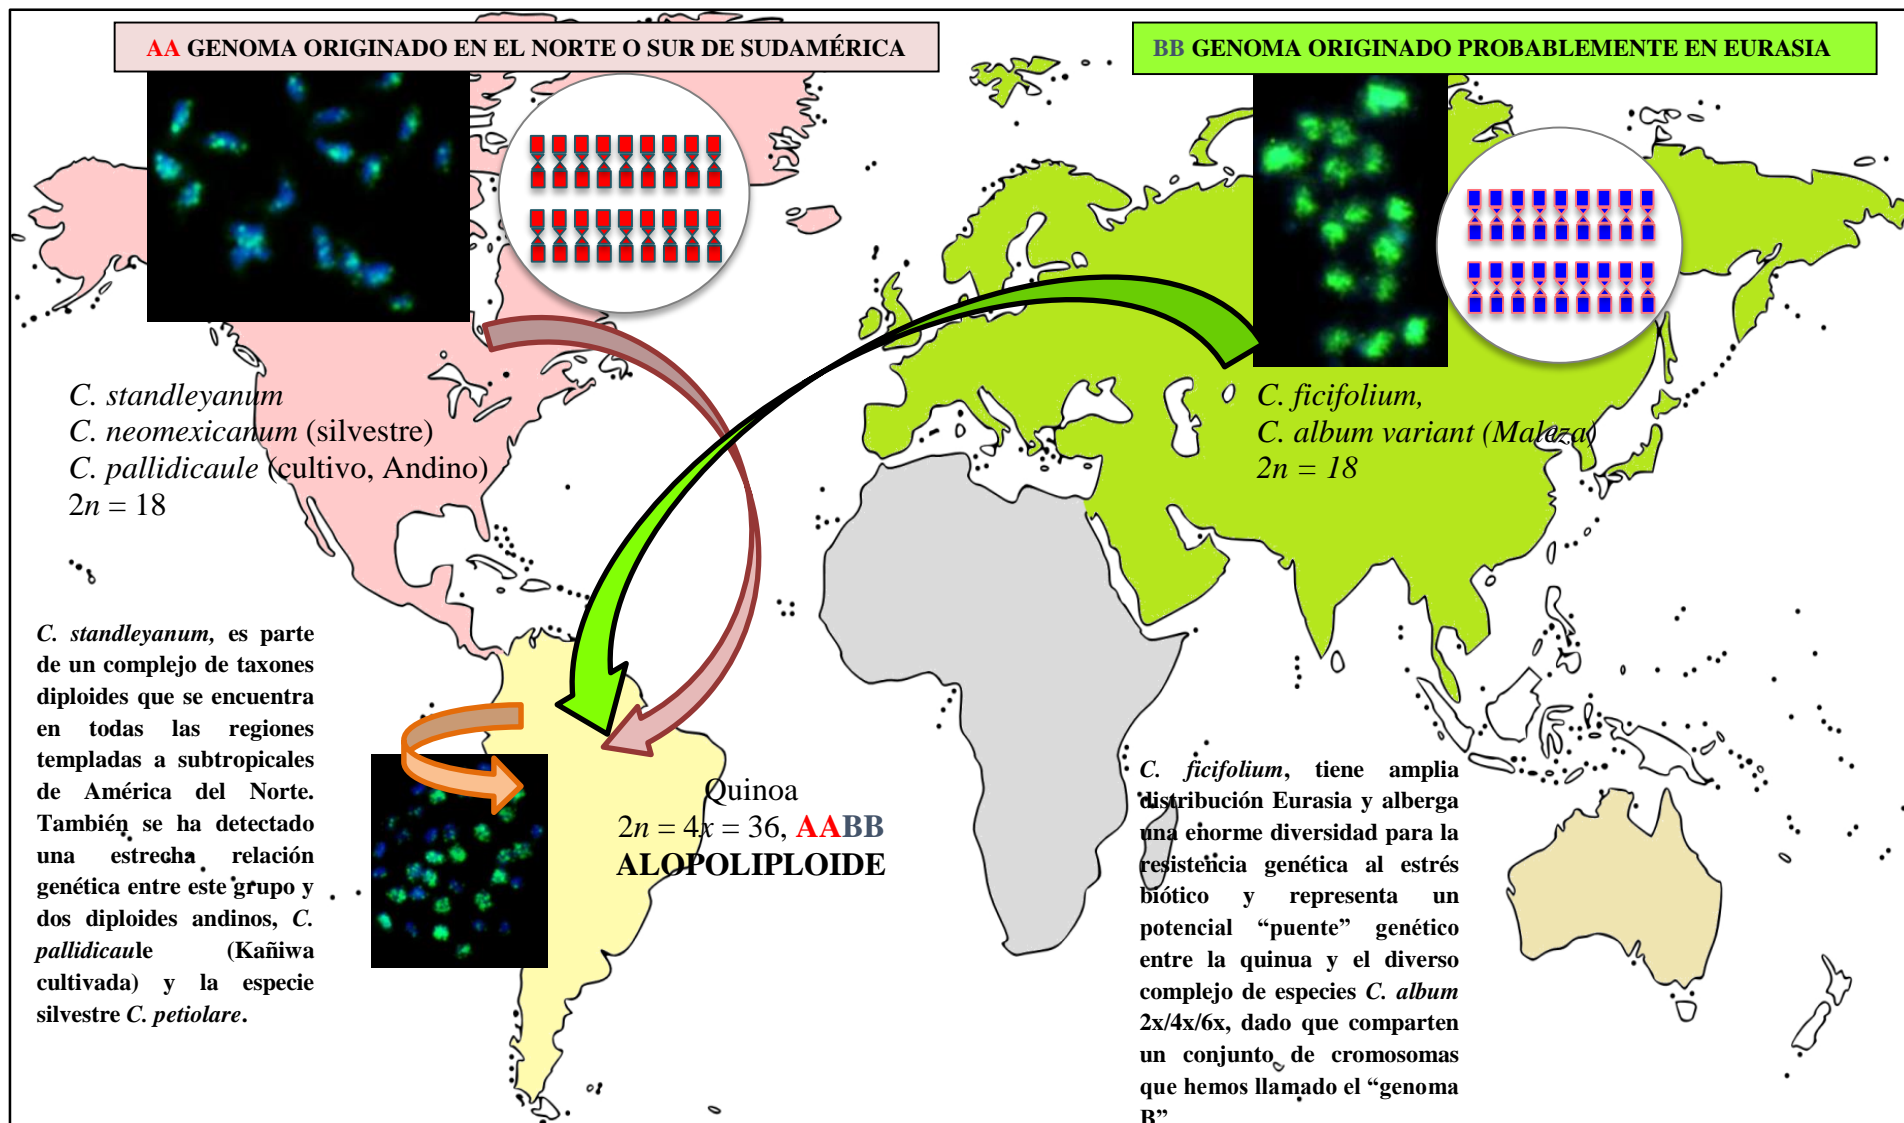 AA GENOMA ORIGINADO EN EL NORTE O SUR DE SUDAMÉRICA
BB GENOMA ORIGINADO PROBABLEMENTE EN EURASIA
C. standleyanum
C. neomexicanum (silvestre)
C. pallidicaule (cultivo, Andino)
2n = 18
C. ficifolium,
C. album variant (Maleza)
2n = 18
C. standleyanum, es parte
de un complejo de taxones
diploides que se encuentra
en todas las regiones
templadas a subtropicales
de América del Norte.
También se ha detectado
una estrecha relación
genética entre este grupo y
dos diploides andinos, C.
pallidicaule (Kañiwa
cultivada) y la especie
silvestre C. petiolare.
Quinoa
2n = 4x = 36, AABB
ALOPOLIPLOIDE
C. ficifolium, tiene amplia
distribución Eurasia y alberga
una enorme diversidad para la
resistencia genética al estrés
biótico y representa un
potencial “puente” genético
entre la quinua y el diverso
complejo de especies C. album
2x/4x/6x, dado que comparten
un conjunto de cromosomas
que hemos llamado el “genoma
B”